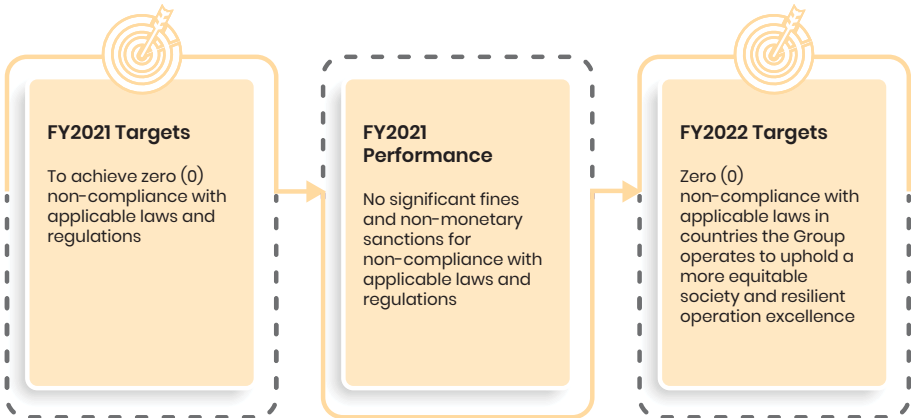 FY2021 Targets
To achieve zero (0)
non-compliance with
applicable laws and
regulations
FY2021
Performance
No significant fines
and non-monetary
sanctions for
non-compliance with
applicable laws and
regulations
FY2022 Targets
Zero (0)
non-compliance with
applicable laws in
countries the Group
operates to uphold a
more equitable
society and resilient
operation excellence